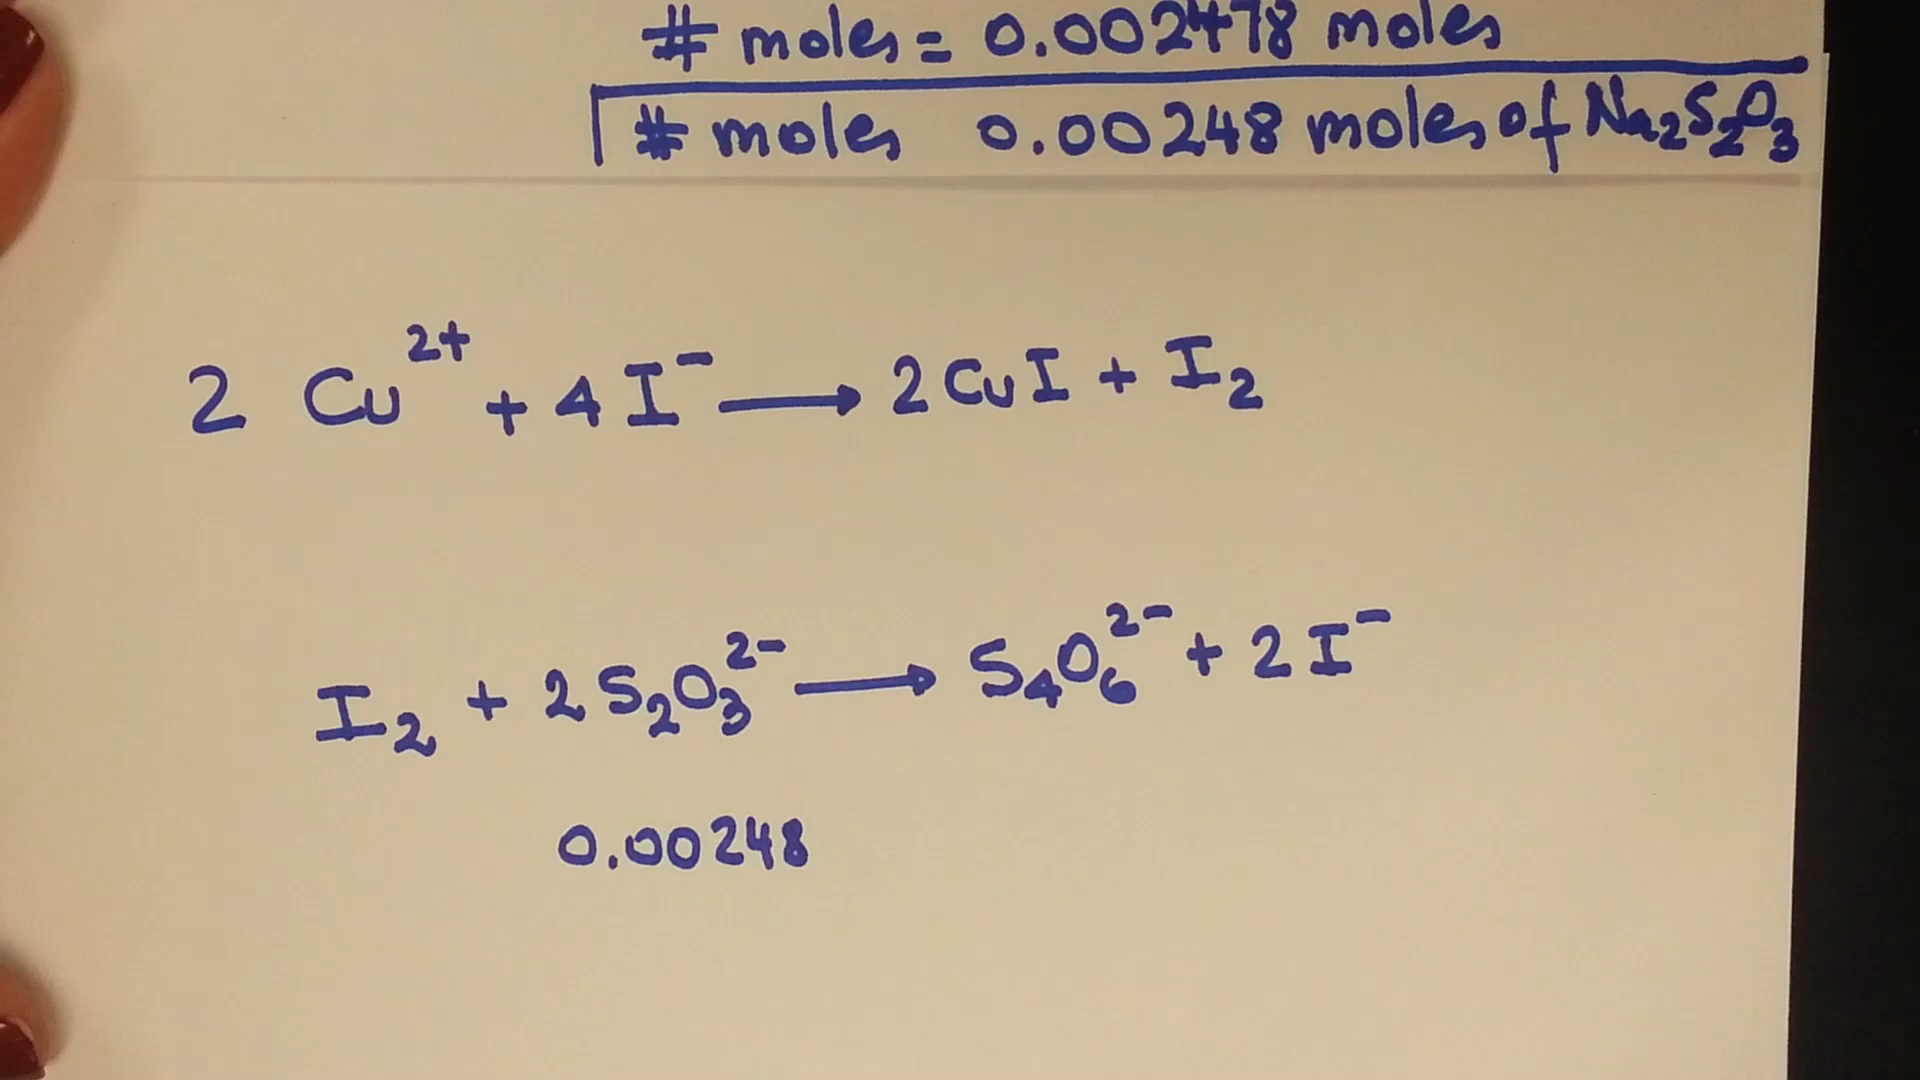 # moles = 0.002478 moles
# moles 0.00248 moles of Na₂S₂O₃
2 Cu²⁺ + 4 I⁻ → 2 CuI + I₂
I₂ + 2 S₂O₃²⁻ → S₄O₆²⁻ + 2 I⁻
0.00248